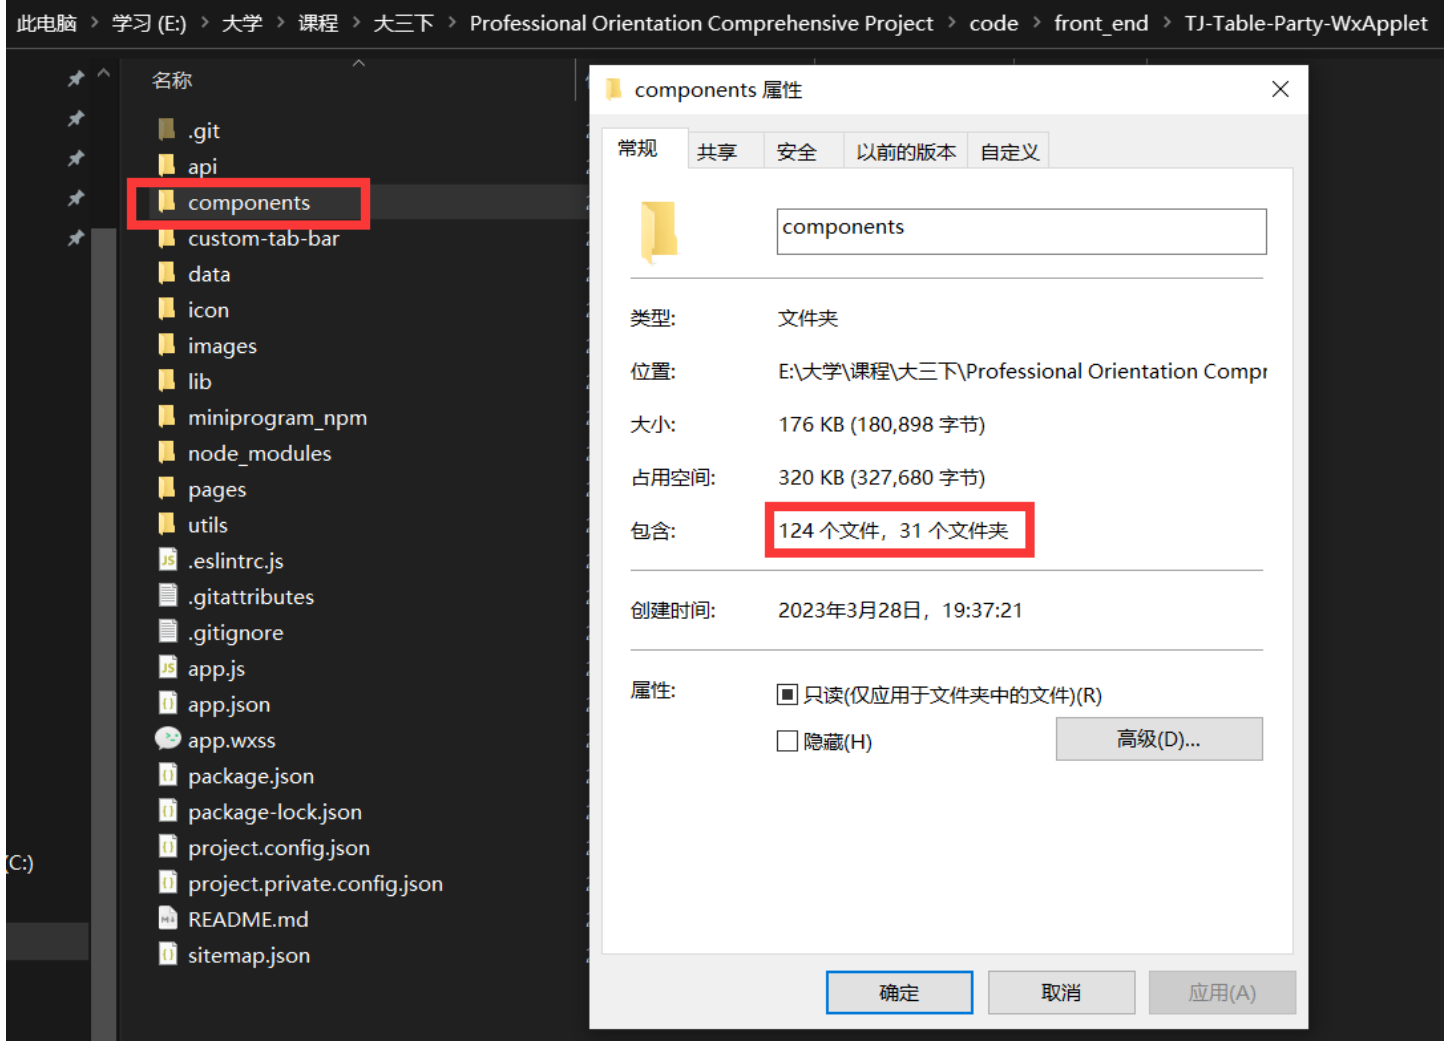 此电脑 > 学习 (E:) > 大学 > 课程 > 大三下 > Professional Orientation Comprehensive Project > code > front_end > TJ-Table-Party-WxApplet
名称
.git
api
components
custom-tab-bar
data
icon
images
lib
miniprogram_npm
node_modules
pages
utils
.eslintrc.js
.gitattributes
.gitignore
app.js
app.json
app.wxss
package.json
package-lock.json
project.config.json
project.private.config.json
README.md
sitemap.json
(C:)
components 属性
常规 共享 安全 以前的版本 自定义
components
类型: 文件夹
位置: E:\大学\课程\大三下\Professional Orientation Compr
大小: 176 KB (180,898 字节)
占用空间: 320 KB (327,680 字节)
包含: 124 个文件，31 个文件夹
创建时间: 2023年3月28日，19:37:21
属性: 只读(仅应用于文件夹中的文件)(R)
隐藏(H) 高级(D)...
确定 取消 应用(A)